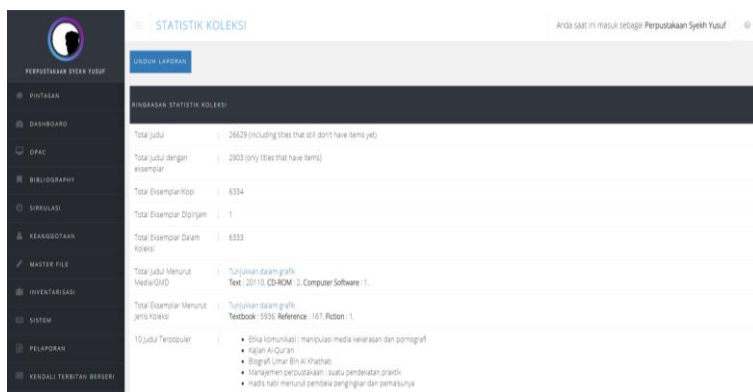 STATISTIK KOLEKSI
Anda saat ini masuk sebagai Perpustakaan Syekh Yusuf
PERPUSTAKAAN SYEKH YUSUF
PINTASAN
DASHBOARD
OPAC
BIBLIOGRAPHY
SIRKULASI
KEANGGOTAAN
MASTER FILE
INVENTARISASI
SISTEM
PELAPORAN
KENDALI TERBITAN BERSERI
UNDUH LAPORAN
RINGKASAN STATISTIK KOLEKSI
Total Judul : 26629 (including titles that still don't have items yet)
Total judul dengan : 2903 (only titles that have items)
eksemplar
Total Eksemplar/Kopi : 6334
Total Eksemplar Dipinjam : 1
Total Eksemplar Dalam : 6333
Koleksi
Total Judul Menurut : Tunjukkan dalam grafik
Media/GMD Text : 20110, CD-ROM : 2, Computer Software : 1,
Total Eksemplar Menurut : Tunjukkan dalam grafik
Jenis Koleksi Textbook : 5936, Reference : 167, Fiction : 1,
10 Judul Terpopuler :
• Etika komunikasi : manipulasi media kekerasan dan pornografi
• Kajian Al-Qur'an
• Biografi Umar Bin Al Khathab
• Manajemen perpustakaan : suatu pendekatan praktik
• Hadis nabi menurut pembela pengingkar dan pemalsunya